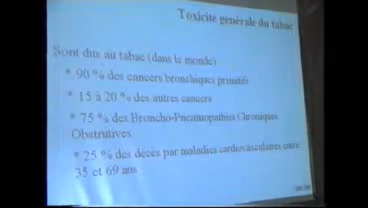 Toxicité générale du tabac
Sont dus au tabac (dans le monde)
* 90 % des cancers bronchiques primitifs
* 15 à 20 % des autres cancers
* 75 % des Broncho-Pneumopathies Chroniques
Obstrutives
* 25 % des décès par maladies cardiovasculaires entre
35 et 69 ans